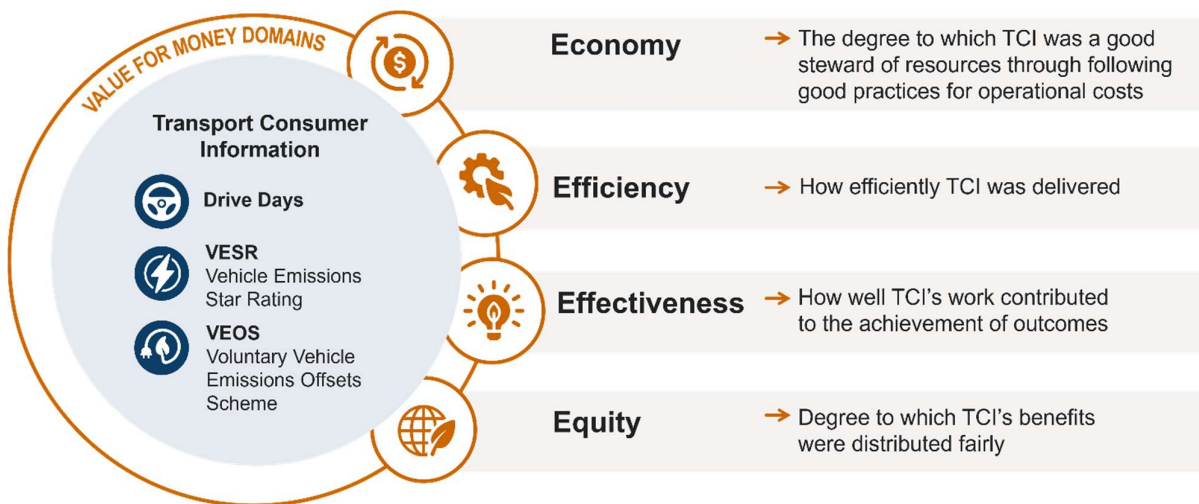 VALUE FOR MONEY DOMAINS
Transport Consumer
Information
Drive Days
VESR
Vehicle Emissions
Star Rating
VEOS
Voluntary Vehicle
Emissions Offsets
Scheme
$
Economy
→ The degree to which TCI was a good
steward of resources through following
good practices for operational costs
Efficiency
→ How efficiently TCI was delivered
Effectiveness
→ How well TCI's work contributed
to the achievement of outcomes
Equity
→ Degree to which TCI's benefits
were distributed fairly